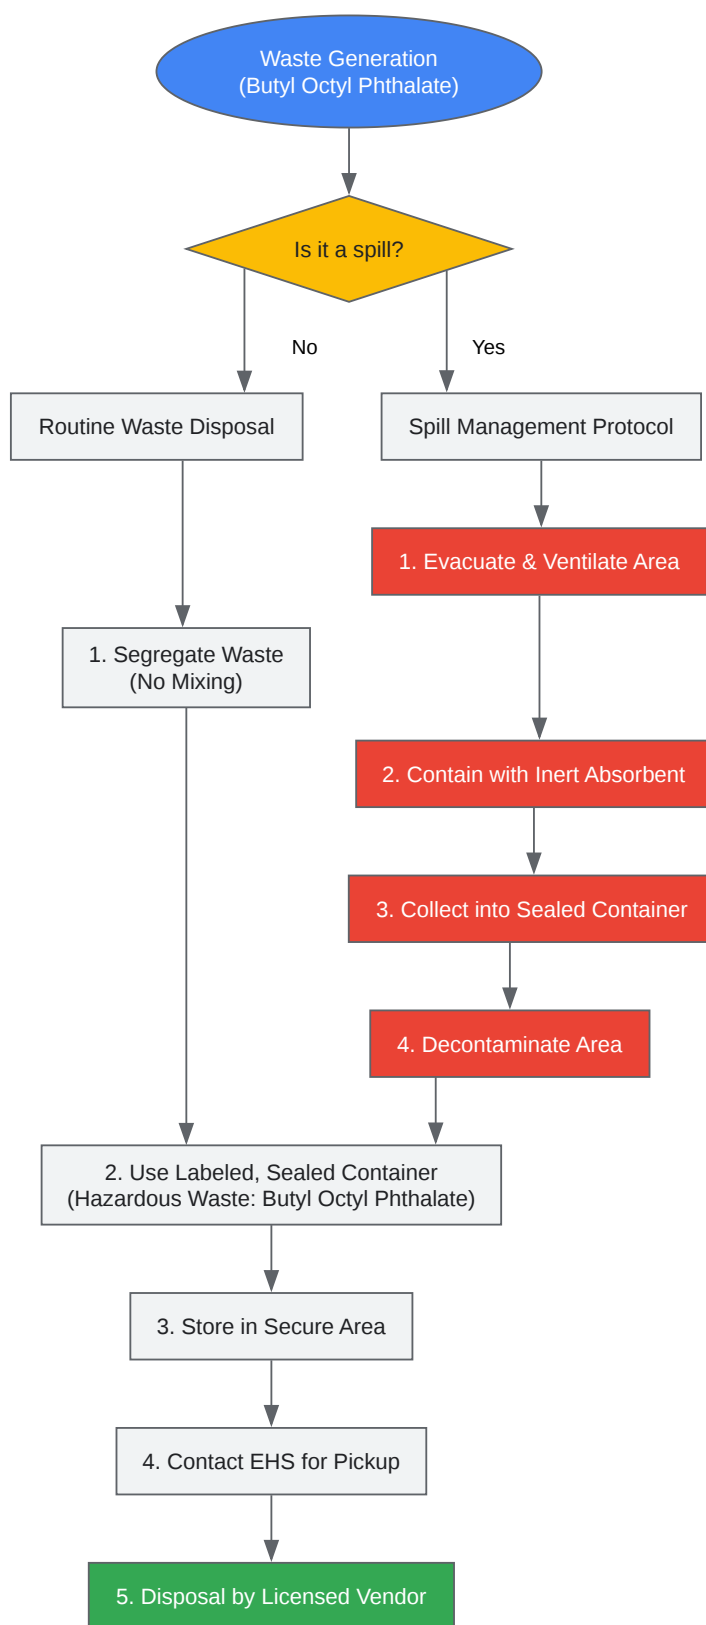 Waste Generation
(Butyl Octyl Phthalate)
Is it a spill?
No
Yes
Routine Waste Disposal
Spill Management Protocol
1. Evacuate & Ventilate Area
1. Segregate Waste
(No Mixing)
2. Contain with Inert Absorbent
3. Collect into Sealed Container
4. Decontaminate Area
2. Use Labeled, Sealed Container
(Hazardous Waste: Butyl Octyl Phthalate)
3. Store in Secure Area
4. Contact EHS for Pickup
5. Disposal by Licensed Vendor